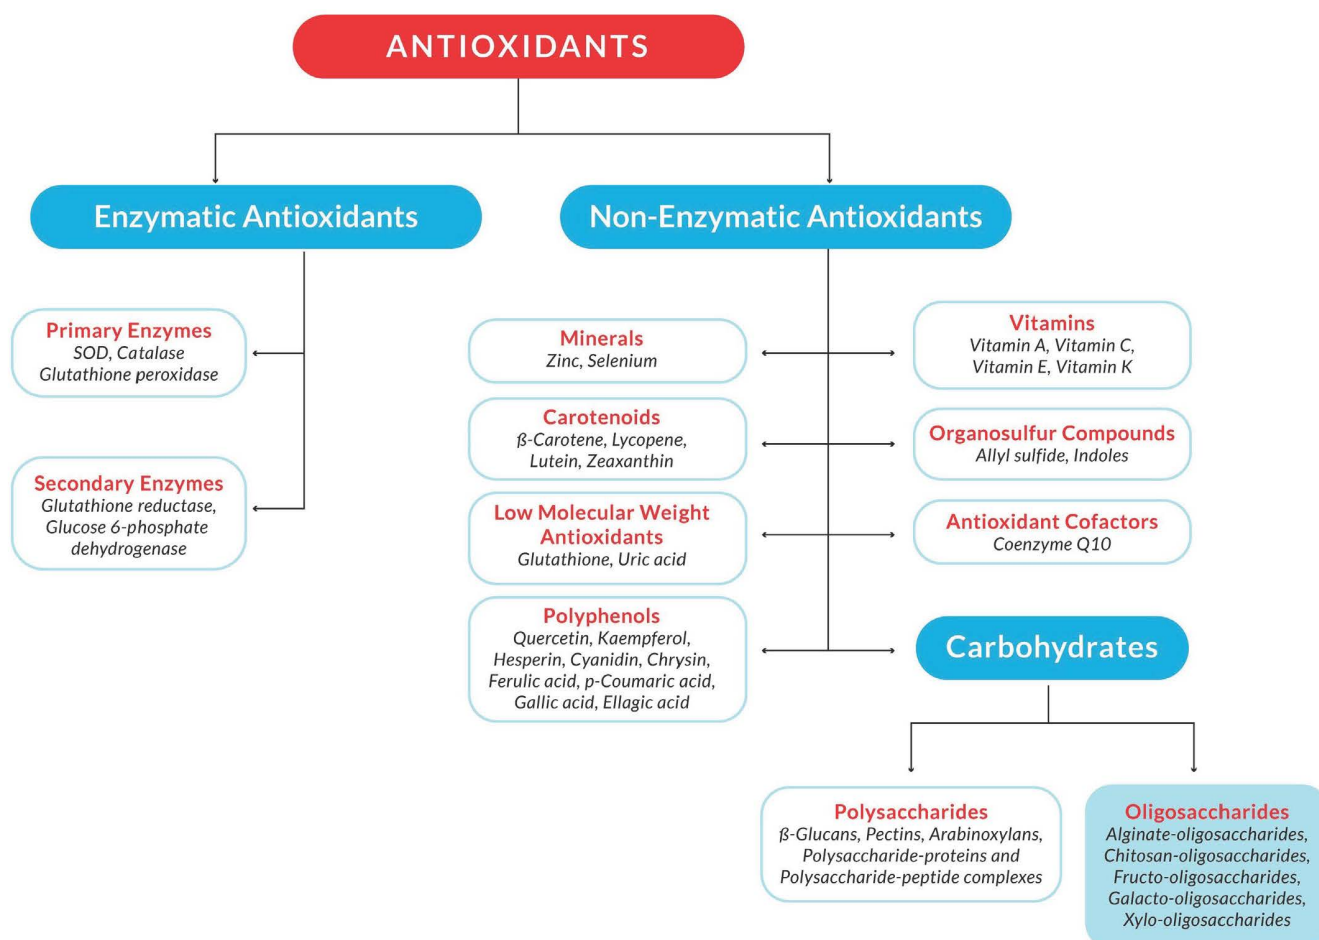 ANTIOXIDANTS
Enzymatic Antioxidants
Non-Enzymatic Antioxidants
Primary Enzymes
SOD, Catalase
Glutathione peroxidase
Secondary Enzymes
Glutathione reductase,
Glucose 6-phosphate
dehydrogenase
Minerals
Zinc, Selenium
Vitamins
Vitamin A, Vitamin C,
Vitamin E, Vitamin K
Carotenoids
ß-Carotene, Lycopene,
Lutein, Zeaxanthin
Organosulfur Compounds
Allyl sulfide, Indoles
Low Molecular Weight
Antioxidants
Glutathione, Uric acid
Antioxidant Cofactors
Coenzyme Q10
Polyphenols
Quercetin, Kaempferol,
Hesperin, Cyanidin, Chrysin,
Ferulic acid, p-Coumaric acid,
Gallic acid, Ellagic acid
Carbohydrates
Polysaccharides
ß-Glucans, Pectins, Arabinoxylans,
Polysaccharide-proteins and
Polysaccharide-peptide complexes
Oligosaccharides
Alginate-oligosaccharides,
Chitosan-oligosaccharides,
Fructo-oligosaccharides,
Galacto-oligosaccharides,
Xylo-oligosaccharides